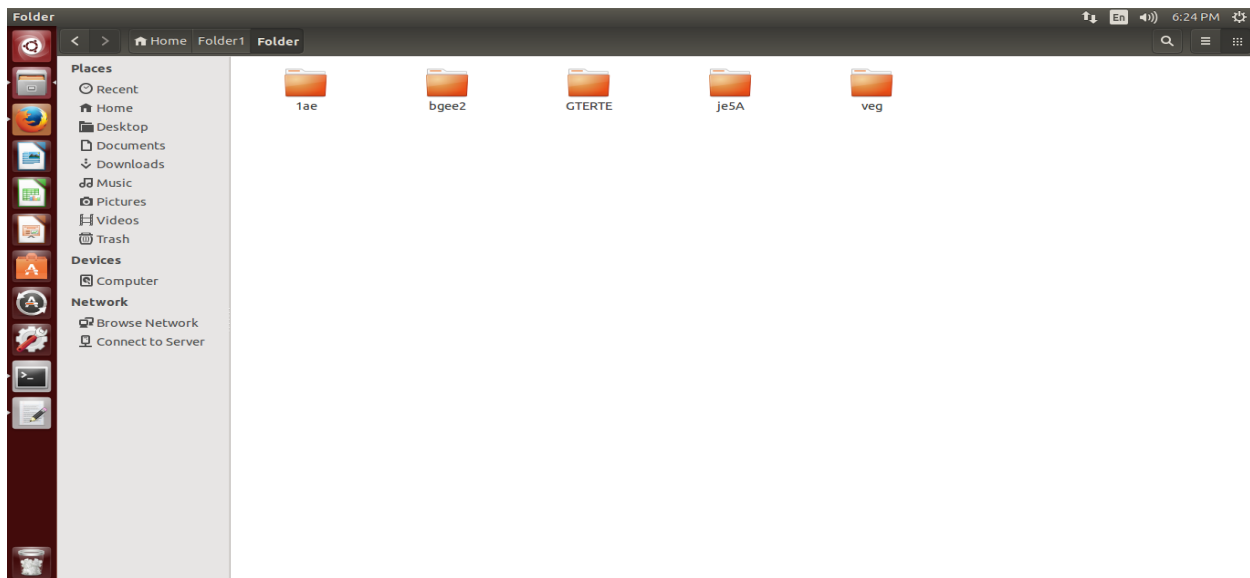 Folder
En
6:24 PM
Home Folder1 Folder
Places
Recent
Home
Desktop
Documents
Downloads
Music
Pictures
Videos
Trash
Devices
Computer
Network
Browse Network
Connect to Server
1ae bgee2 GTERTE je5A veg